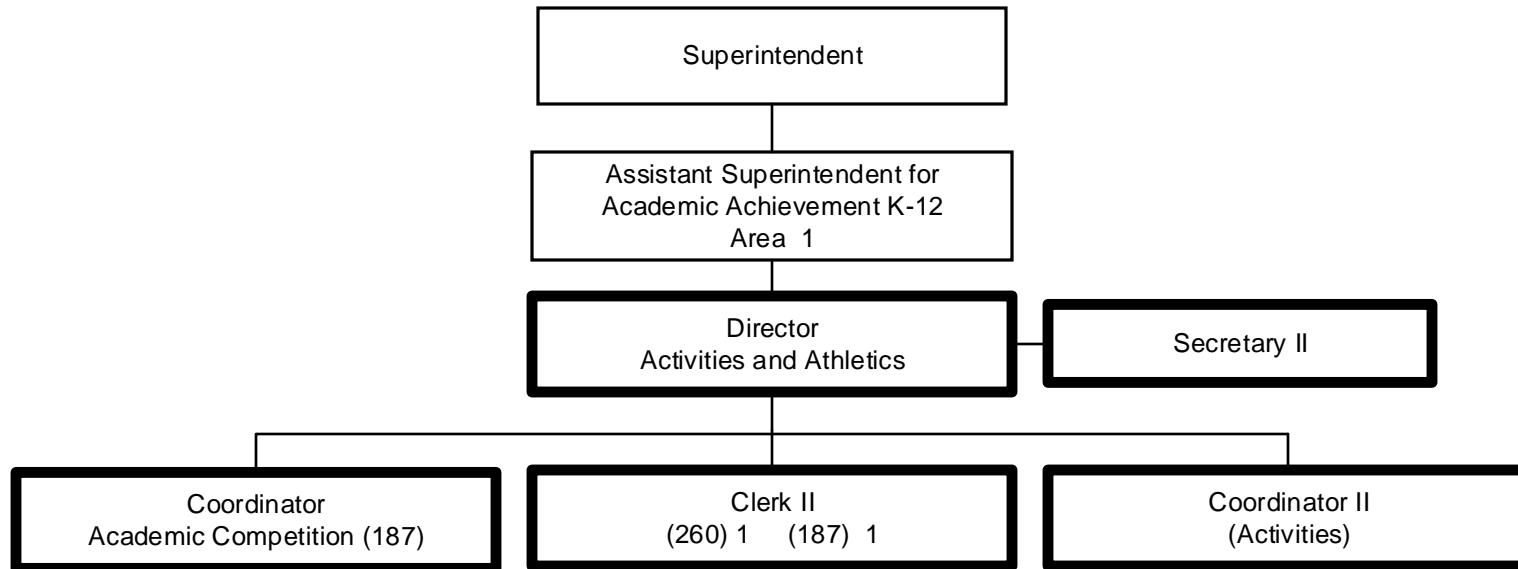 Superintendent
Assistant Superintendent for
Academic Achievement K-12
Area 1
Director
Activities and Athletics
Secretary II
Coordinator
Academic Competition (187)
Clerk II
(260) 1 (187) 1
Coordinator II
(Activities)